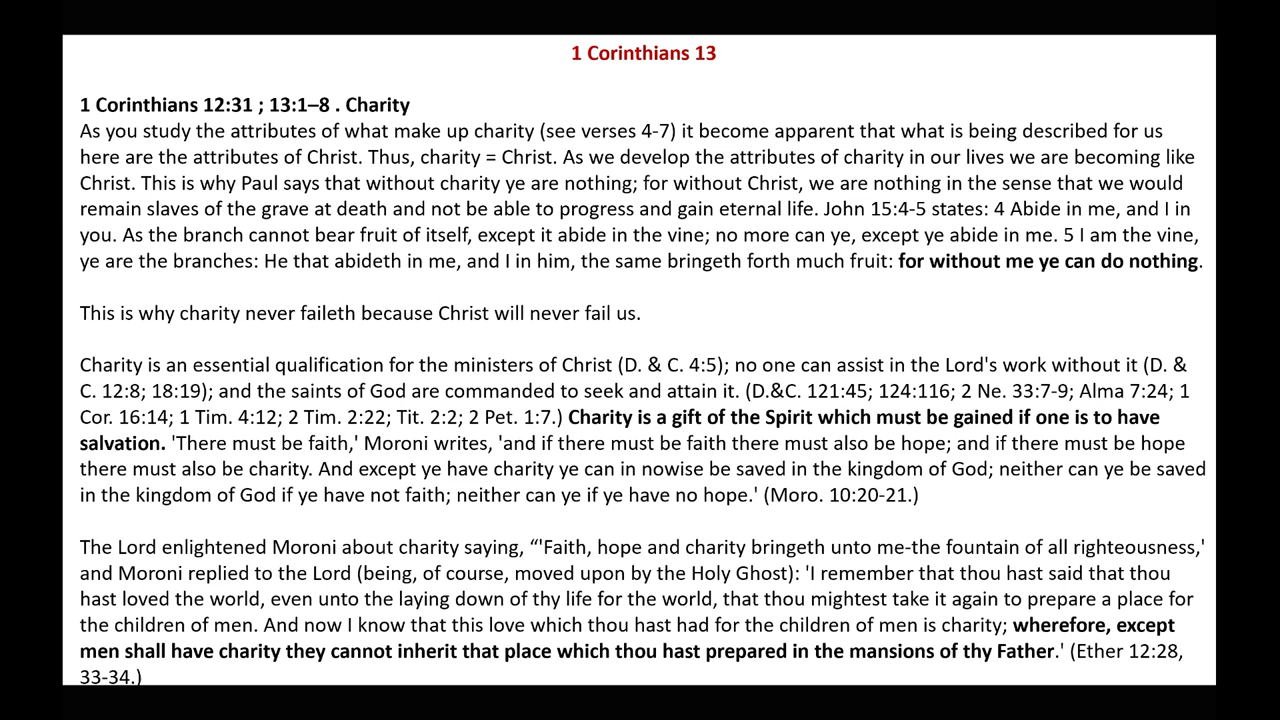 1 Corinthians 13
1 Corinthians 12:31 ; 13:1–8 . Charity
As you study the attributes of what make up charity (see verses 4-7) it become apparent that what is being described for us
here are the attributes of Christ. Thus, charity = Christ. As we develop the attributes of charity in our lives we are becoming like
Christ. This is why Paul says that without charity ye are nothing; for without Christ, we are nothing in the sense that we would
remain slaves of the grave at death and not be able to progress and gain eternal life. John 15:4-5 states: 4 Abide in me, and I in
you. As the branch cannot bear fruit of itself, except it abide in the vine; no more can ye, except ye abide in me. 5 I am the vine,
ye are the branches: He that abideth in me, and I in him, the same bringeth forth much fruit: for without me ye can do nothing.
This is why charity never faileth because Christ will never fail us.
Charity is an essential qualification for the ministers of Christ (D. & C. 4:5); no one can assist in the Lord's work without it (D. &
C. 12:8; 18:19); and the saints of God are commanded to seek and attain it. (D.&C. 121:45; 124:116; 2 Ne. 33:7-9; Alma 7:24; 1
Cor. 16:14; 1 Tim. 4:12; 2 Tim. 2:22; Tit. 2:2; 2 Pet. 1:7.) Charity is a gift of the Spirit which must be gained if one is to have
salvation. 'There must be faith,' Moroni writes, 'and if there must be faith there must also be hope; and if there must be hope
there must also be charity. And except ye have charity ye can in nowise be saved in the kingdom of God; neither can ye be saved
in the kingdom of God if ye have not faith; neither can ye if ye have no hope.' (Moro. 10:20-21.)
The Lord enlightened Moroni about charity saying, “'Faith, hope and charity bringeth unto me-the fountain of all righteousness,'
and Moroni replied to the Lord (being, of course, moved upon by the Holy Ghost): 'I remember that thou hast said that thou
hast loved the world, even unto the laying down of thy life for the world, that thou mightest take it again to prepare a place for
the children of men. And now I know that this love which thou hast had for the children of men is charity; wherefore, except
men shall have charity they cannot inherit that place which thou hast prepared in the mansions of thy Father.' (Ether 12:28,
33-34.)